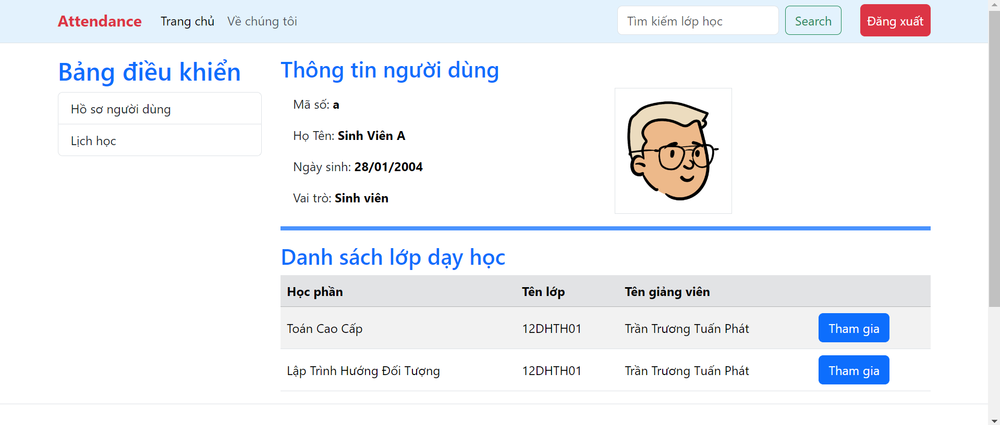 Attendance Trang chủ Về chúng tôi Tìm kiếm lớp học Search Đăng xuất
Bảng điều khiển
Hồ sơ người dùng
Lịch học
Thông tin người dùng
Mã số: a
Họ Tên: Sinh Viên A
Ngày sinh: 28/01/2004
Vai trò: Sinh viên
Danh sách lớp dạy học
Học phần Tên lớp Tên giảng viên
Toán Cao Cấp 12DHTH01 Trần Trương Tuấn Phát Tham gia
Lập Trình Hướng Đối Tượng 12DHTH01 Trần Trương Tuấn Phát Tham gia